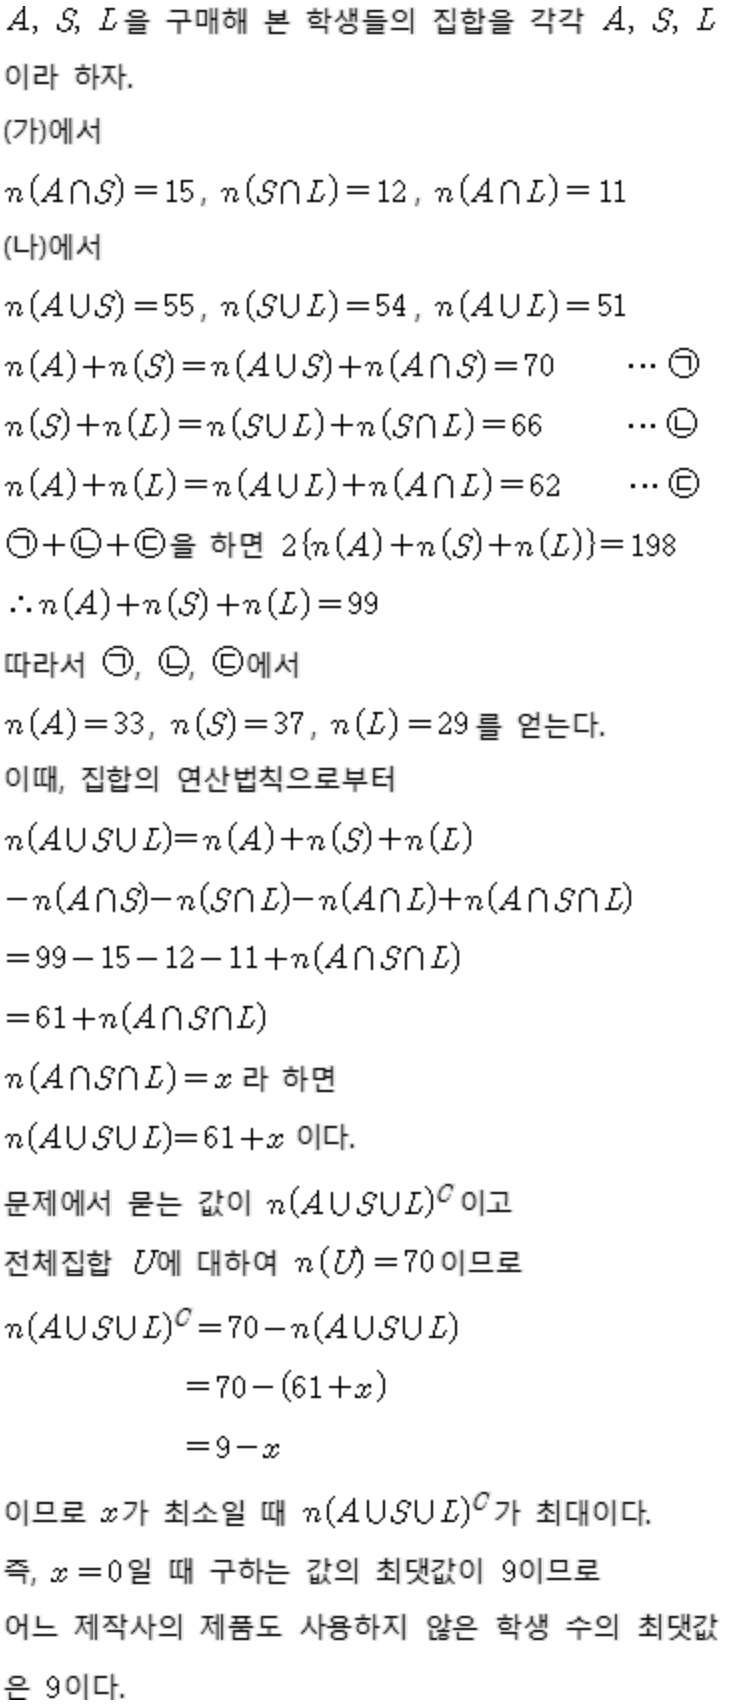 A, S, L을 구매해 본 학생들의 집합을 각각 A, S, L
이라 하자.
(가)에서
n(A∩S)=15, n(S∩L)=12, n(A∩L)=11
(나)에서
n(A∪S)=55, n(S∪L)=54, n(A∪L)=51
n(A)+n(S)=n(A∪S)+n(A∩S)=70 … ㉠
n(S)+n(L)=n(S∪L)+n(S∩L)=66 … ㉡
n(A)+n(L)=n(A∪L)+n(A∩L)=62 … ㉢
㉠+㉡+㉢을 하면 2{n(A)+n(S)+n(L)}=198
∴n(A)+n(S)+n(L)=99
따라서 ㉠, ㉡, ㉢에서
n(A)=33, n(S)=37, n(L)=29를 얻는다.
이때, 집합의 연산법칙으로부터
n(A∪S∪L)=n(A)+n(S)+n(L)
−n(A∩S)−n(S∩L)−n(A∩L)+n(A∩S∩L)
=99−15−12−11+n(A∩S∩L)
=61+n(A∩S∩L)
n(A∩S∩L)=x라 하면
n(A∪S∪L)=61+x 이다.
문제에서 묻는 값이 n(A∪S∪L)^C이고
전체집합 U에 대하여 n(U)=70이므로
n(A∪S∪L)^C=70−n(A∪S∪L)
=70−(61+x)
=9−x
이므로 x가 최소일 때 n(A∪S∪L)^C가 최대이다.
즉, x=0일 때 구하는 값의 최댓값이 9이므로
어느 제작사의 제품도 사용하지 않은 학생 수의 최댓값
은 9이다.